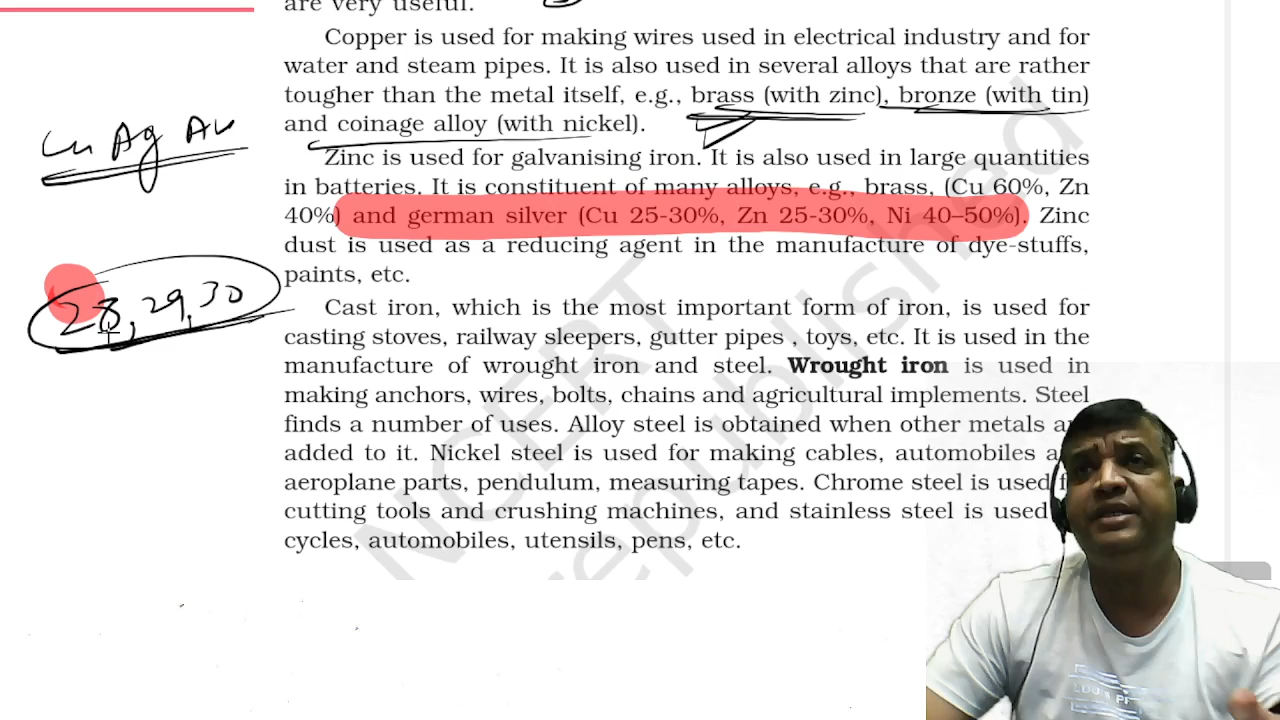 are very useful.
Copper is used for making wires used in electrical industry and for
water and steam pipes. It is also used in several alloys that are rather
tougher than the metal itself, e.g., brass (with zinc), bronze (with tin)
and coinage alloy (with nickel).
Cu Ag Au
Zinc is used for galvanising iron. It is also used in large quantities
in batteries. It is constituent of many alloys, e.g., brass, (Cu 60%, Zn
40%) and german silver (Cu 25-30%, Zn 25-30%, Ni 40–50%). Zinc
dust is used as a reducing agent in the manufacture of dye-stuffs,
paints, etc.
28, 29, 30
Cast iron, which is the most important form of iron, is used for
casting stoves, railway sleepers, gutter pipes , toys, etc. It is used in the
manufacture of wrought iron and steel. Wrought iron is used in
making anchors, wires, bolts, chains and agricultural implements. Steel
finds a number of uses. Alloy steel is obtained when other metals
added to it. Nickel steel is used for making cables, automobiles
aeroplane parts, pendulum, measuring tapes. Chrome steel is used
cutting tools and crushing machines, and stainless steel is used
cycles, automobiles, utensils, pens, etc.
NCERT
republished